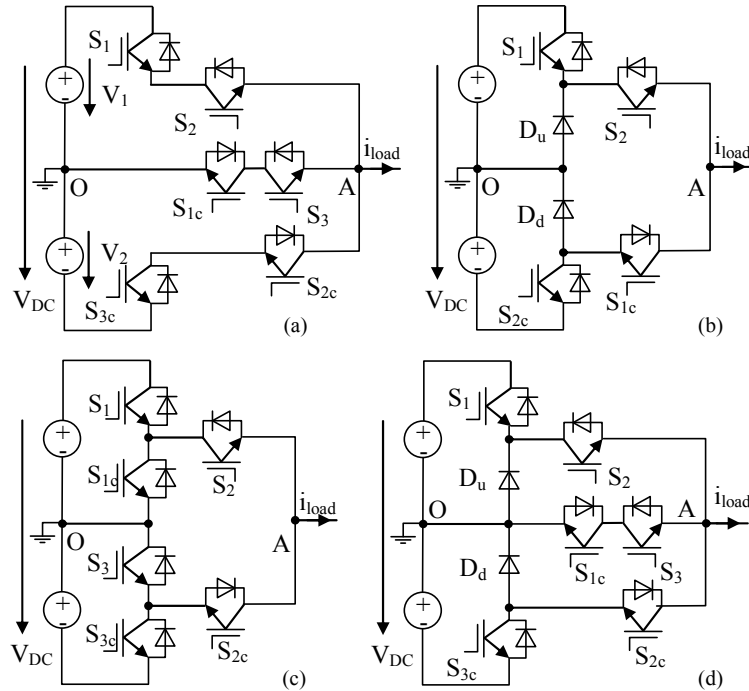 S1
V1
S2
iload
O
S1c
S3
A
V2
VDC
S3c
S2c
(a)
S1
Du
S2
iload
O
A
Dd
VDC
S2c
S1c
(b)
S1
S1c
S2
iload
O
A
S3
VDC
S3c
S2c
(c)
S1
Du
S2
iload
O
A
Dd
S1c
S3
VDC
S3c
S2c
(d)